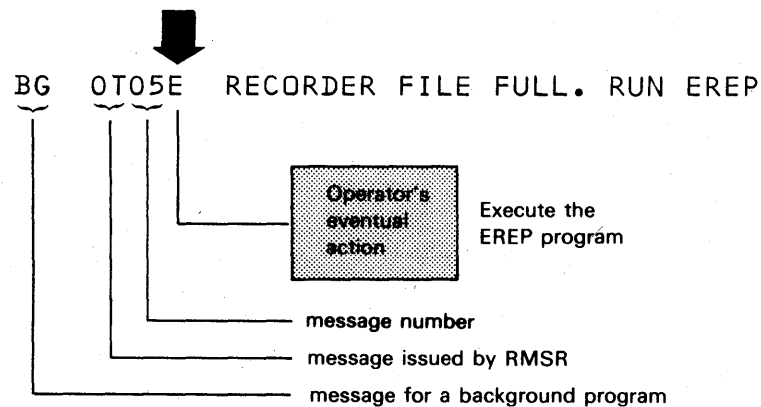 BG 0T05E RECORDER FILE FULL. RUN EREP
Operator's
eventual
action
Execute the
EREP program
message number
message issued by RMSR
message for a background program